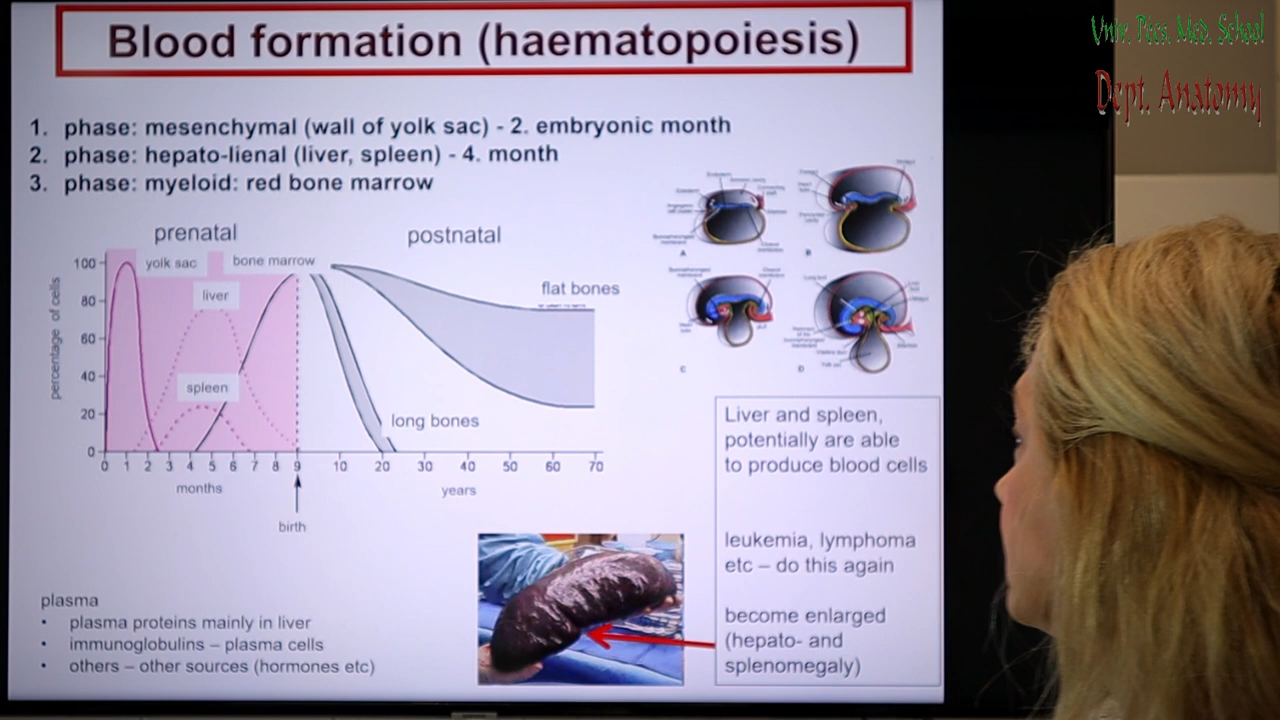 Univ. Pécs. Med. School
Dept. Anatomy
Blood formation (haematopoiesis)
1. phase: mesenchymal (wall of yolk sac) - 2. embryonic month
2. phase: hepato-lienal (liver, spleen) - 4. month
3. phase: myeloid: red bone marrow
prenatal
postnatal
percentage of cells
100
80
60
40
20
0
yolk sac
bone marrow
liver
spleen
flat bones
long bones
0 1 2 3 4 5 6 7 8 9 10 20 30 40 50 60 70
months
years
birth
A
B
C
D
Liver and spleen,
potentially are able
to produce blood cells
leukemia, lymphoma
etc – do this again
become enlarged
(hepato- and
splenomegaly)
plasma
• plasma proteins mainly in liver
• immunoglobulins – plasma cells
• others – other sources (hormones etc)